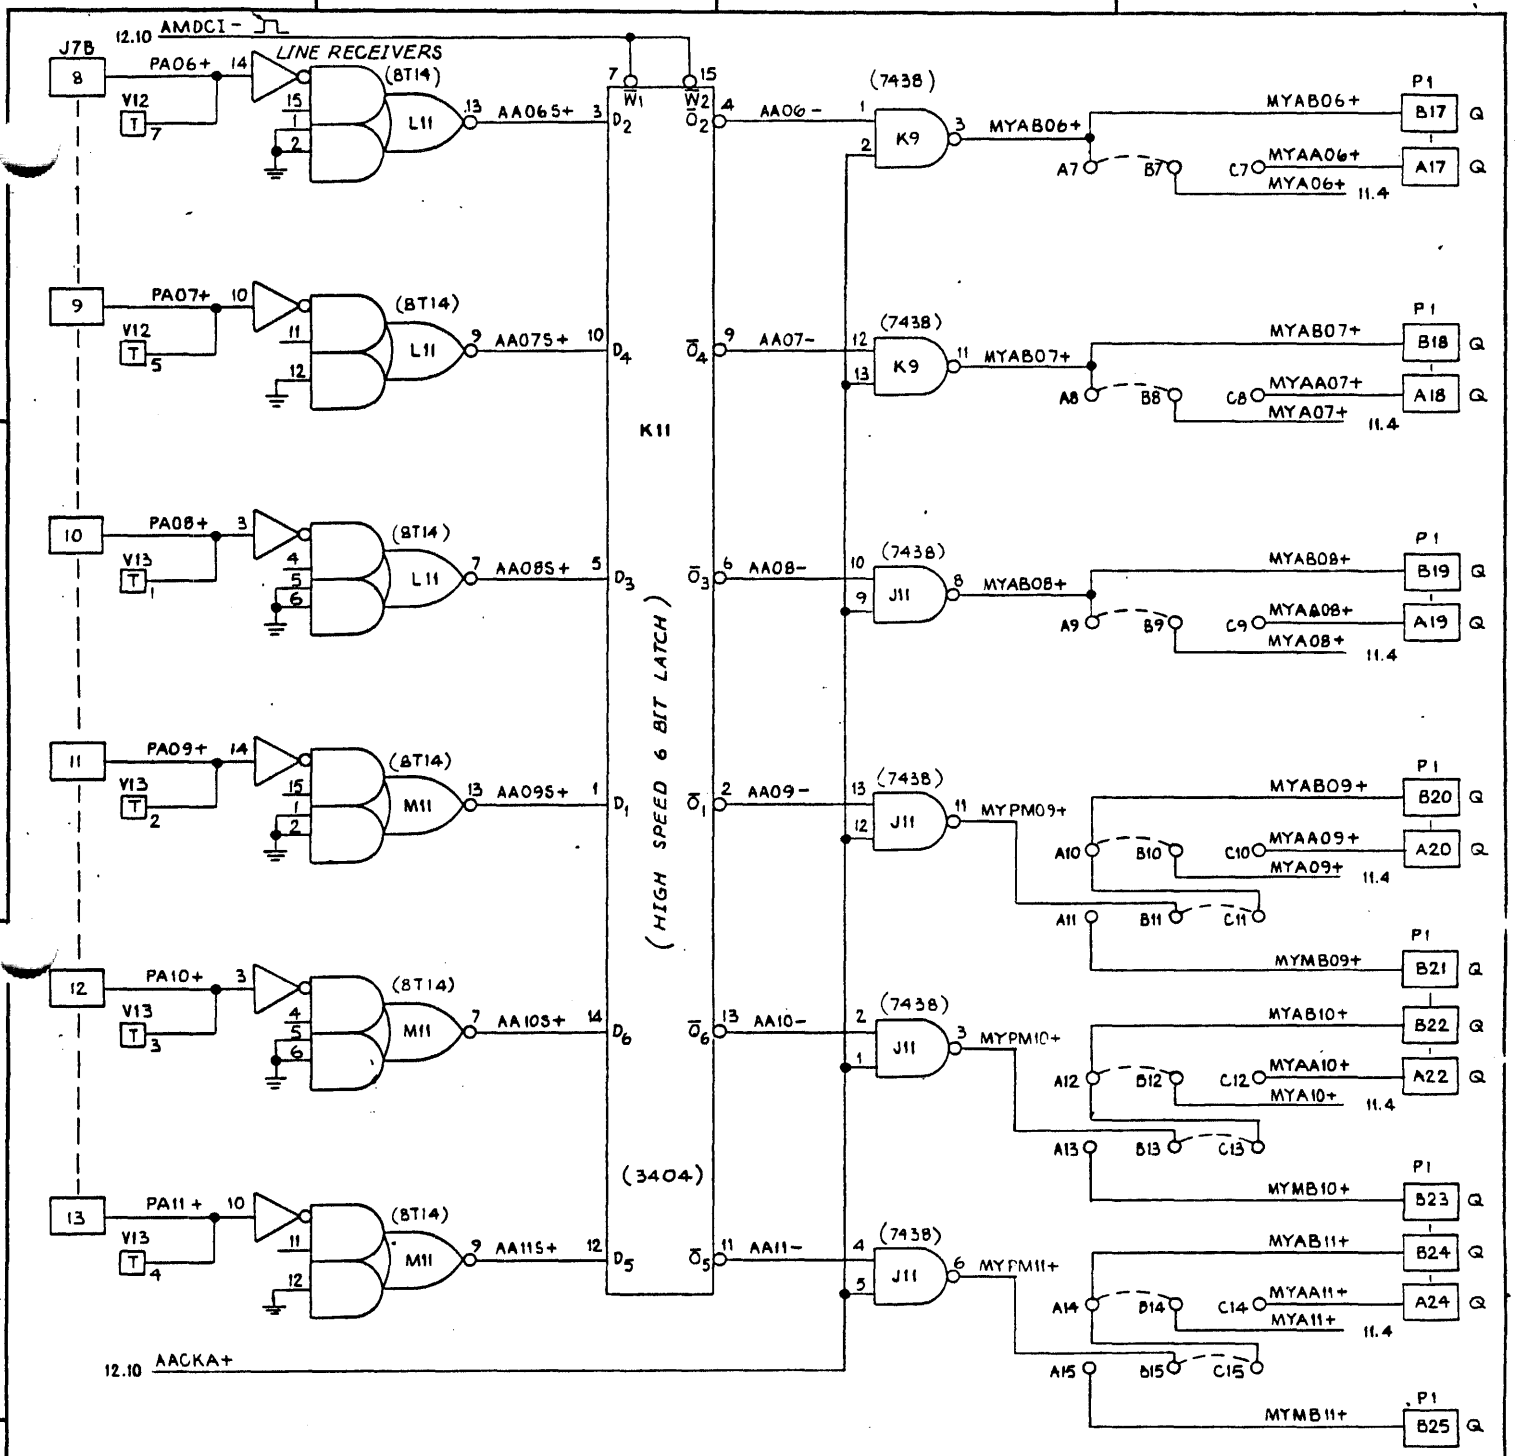 12.10 AMDCI-
J7B
LINE RECEIVERS
8 PA06+ 14 (8T14) 7 15 (7438) P1
V12 T 7 15 1 2 L11 13 AA06S+ 3 D2 W̅1 W̅2 O̅2 4 AA06- 1 2 K9 3 MYAB06+ MYAB06+ B17 Q
A7 B7 C7 MYAA06+ A17 Q
MYA06+ 11.4
9 PA07+ 10 (8T14) (7438) P1
V12 T 5 11 12 L11 9 AA07S+ 10 D4 O̅4 9 AA07- 12 13 K9 11 MYAB07+ MYAB07+ B18 Q
A8 B8 C8 MYAA07+ A18 Q
MYA07+ 11.4
K11
10 PA08+ 3 (8T14) (7438) P1
V13 T 1 4 5 6 L11 7 AA08S+ 5 D3 O̅3 6 AA08- 10 9 J11 8 MYAB08+ MYAB08+ B19 Q
A9 B9 C9 MYAA08+ A19 Q
MYA08+ 11.4
(HIGH SPEED 6 BIT LATCH)
11 PA09+ 14 (8T14) (7438) P1
V13 T 2 15 1 2 M11 13 AA09S+ 1 D1 O̅1 2 AA09- 13 12 J11 11 MYPM09+ MYAB09+ B20 Q
A10 B10 C10 MYAA09+ A20 Q
MYA09+ 11.4
A11 B11 C11
P1
MYMB09+ B21 Q
12 PA10+ 3 (8T14) (7438)
V13 T 3 4 5 6 M11 7 AA10S+ 14 D6 O̅6 13 AA10- 2 1 J11 3 MYPM10+ MYAB10+ B22 Q
A12 B12 C12 MYAA10+ A22 Q
MYA10+ 11.4
A13 B13 C13
(3404)
P1
MYMB10+ B23 Q
13 PA11+ 10 (8T14) (7438)
V13 T 4 11 12 M11 9 AA11S+ 12 D5 O̅5 11 AA11- 4 5 J11 6 MYPM11+ MYAB11+ B24 Q
A14 B14 C14 MYAA11+ A24 Q
MYA11+ 11.4
12.10 AACKA+
A15 B15 C15
P1
MYMB11+ B25 Q